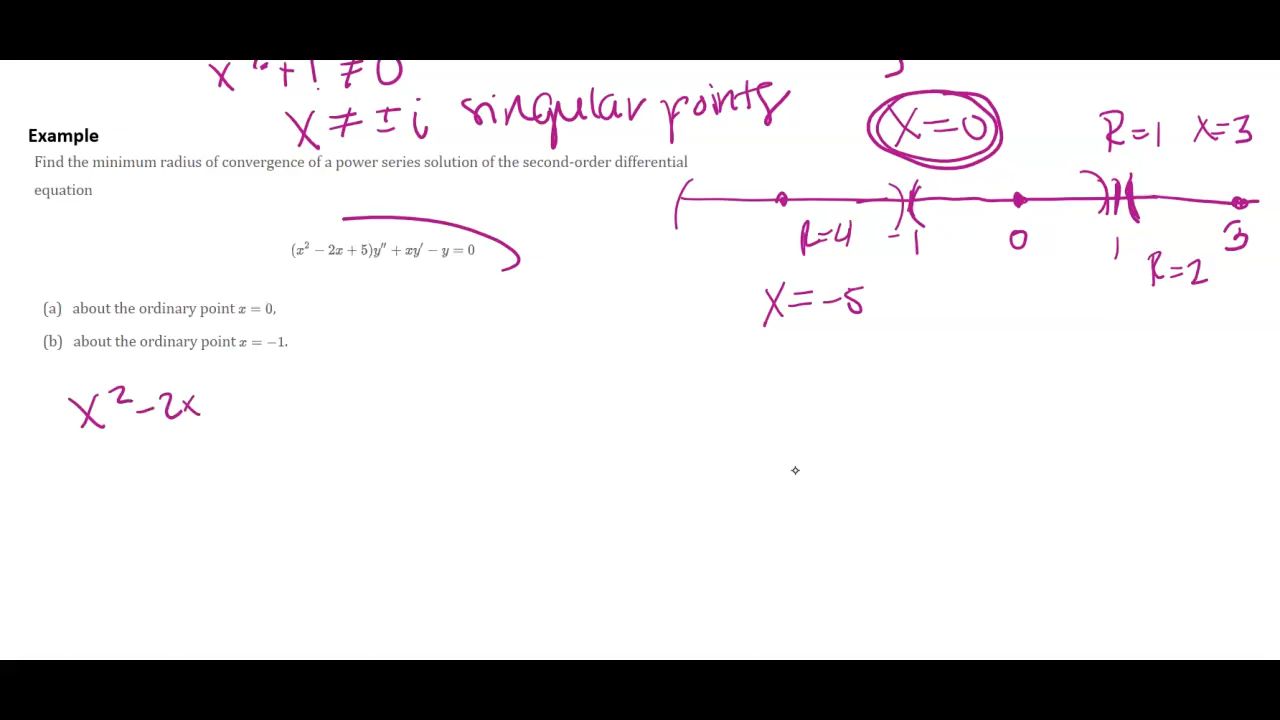 x² + 1 ≠ 0
x ≠ ± i singular points
x = 0
R = 1 x = 3
Example
Find the minimum radius of convergence of a power series solution of the second-order differential
equation
R=4 -1 0 1 3
R=2
(x² − 2x + 5)y″ + xy′ − y = 0
x = -5
(a) about the ordinary point x = 0,
(b) about the ordinary point x = −1.
x² - 2x